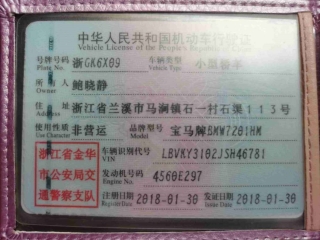 中华人民共和国机动车行驶证
Vehicle License of the People's Republic of China
号牌号码 浙GK6X09 车辆类型 小型轿车
Plate No. Vehicle Type
所有人 鲍晓静
Owner
住址 浙江省兰溪市马涧镇石一村石渠113号
Address
使用性质 非营运 品牌型号 宝马牌BMW7201HM
Use Character Model
浙江省金华 车辆识别代号 LBVKY3102JSH46781
VIN
市公安局交 发动机号码 4560E297
Engine No.
通警察支队 注册日期 2018-01-30 发证日期 2018-01-30
Register Date Issue Date